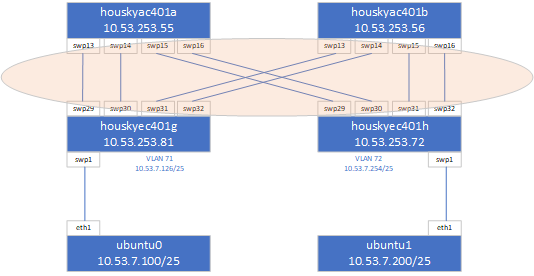 houskyac401a
10.53.253.55
houskyac401b
10.53.253.56
swp13 swp14 swp15 swp16
swp13 swp14 swp15 swp16
swp29 swp30 swp31 swp32
swp29 swp30 swp31 swp32
houskyec401g
10.53.253.81
houskyec401h
10.53.253.72
swp1
VLAN 71
10.53.7.126/25
VLAN 72
10.53.7.254/25
swp1
eth1
eth1
ubuntu0
10.53.7.100/25
ubuntu1
10.53.7.200/25